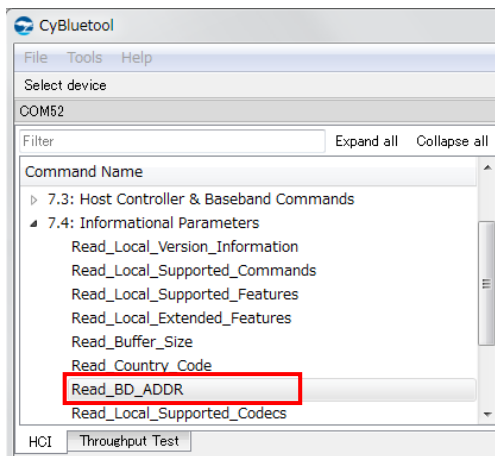 CyBluetool
File Tools Help
Select device
COM52
Filter Expand all Collapse all
Command Name
7.3: Host Controller & Baseband Commands
7.4: Informational Parameters
Read_Local_Version_Information
Read_Local_Supported_Commands
Read_Local_Supported_Features
Read_Local_Extended_Features
Read_Buffer_Size
Read_Country_Code
Read_BD_ADDR
Read_Local_Supported_Codecs
HCI Throughput Test